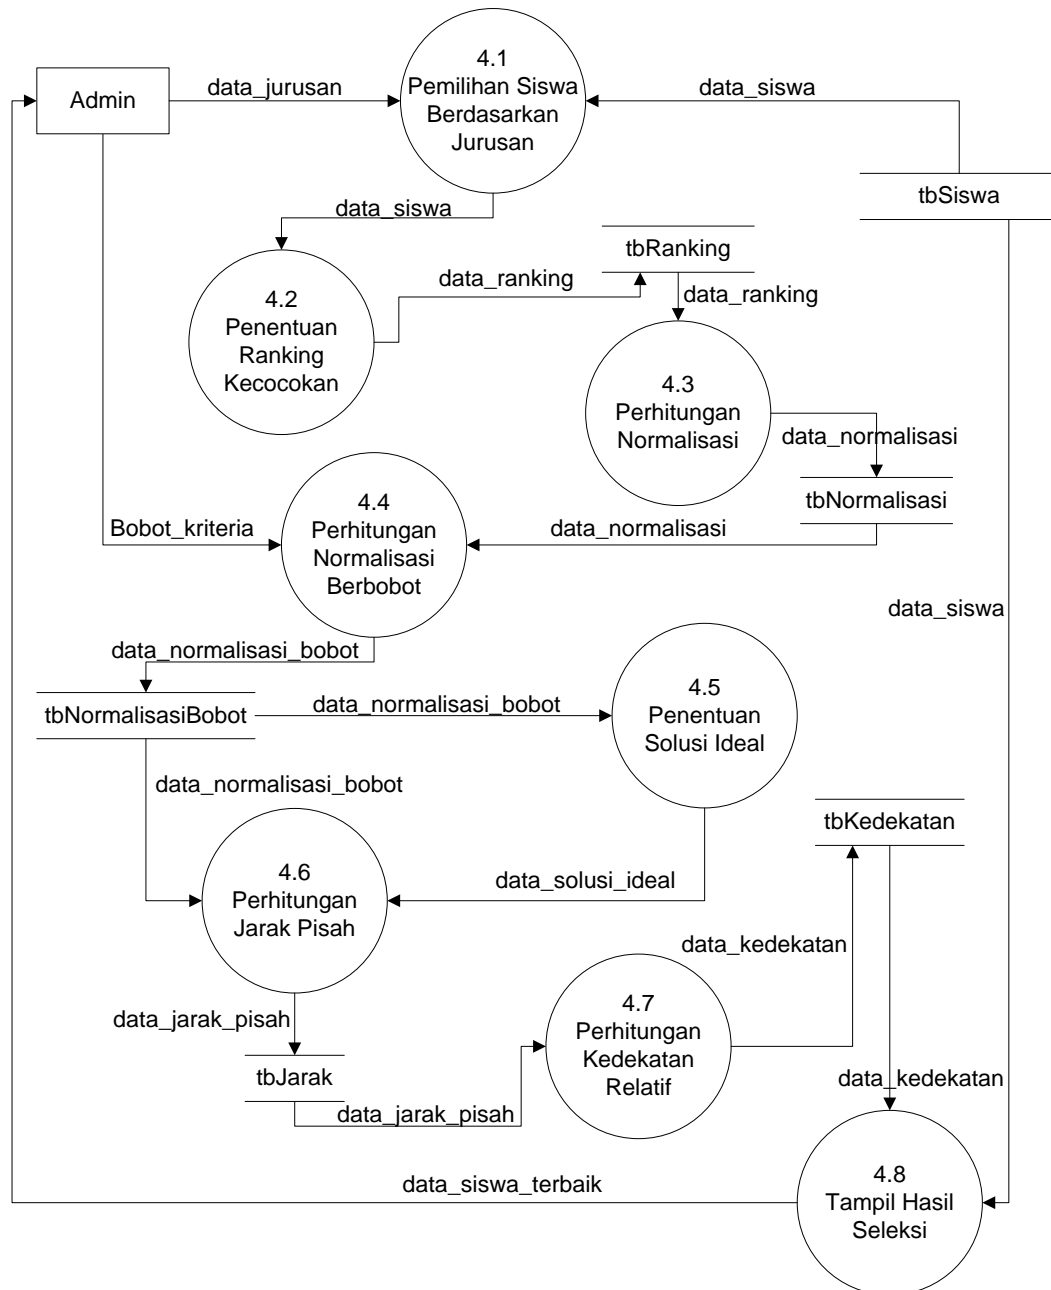 4.1
Pemilihan Siswa
Berdasarkan
Jurusan
Admin
data_jurusan
data_siswa
tbSiswa
data_siswa
tbRanking
data_ranking
data_ranking
4.2
Penentuan
Ranking
Kecocokan
4.3
Perhitungan
Normalisasi
data_normalisasi
tbNormalisasi
4.4
Perhitungan
Normalisasi
Berbobot
Bobot_kriteria
data_normalisasi
data_siswa
data_normalisasi_bobot
tbNormalisasiBobot
data_normalisasi_bobot
4.5
Penentuan
Solusi Ideal
data_normalisasi_bobot
tbKedekatan
4.6
Perhitungan
Jarak Pisah
data_solusi_ideal
data_kedekatan
data_jarak_pisah
4.7
Perhitungan
Kedekatan
Relatif
tbJarak
data_jarak_pisah
data_kedekatan
4.8
Tampil Hasil
Seleksi
data_siswa_terbaik